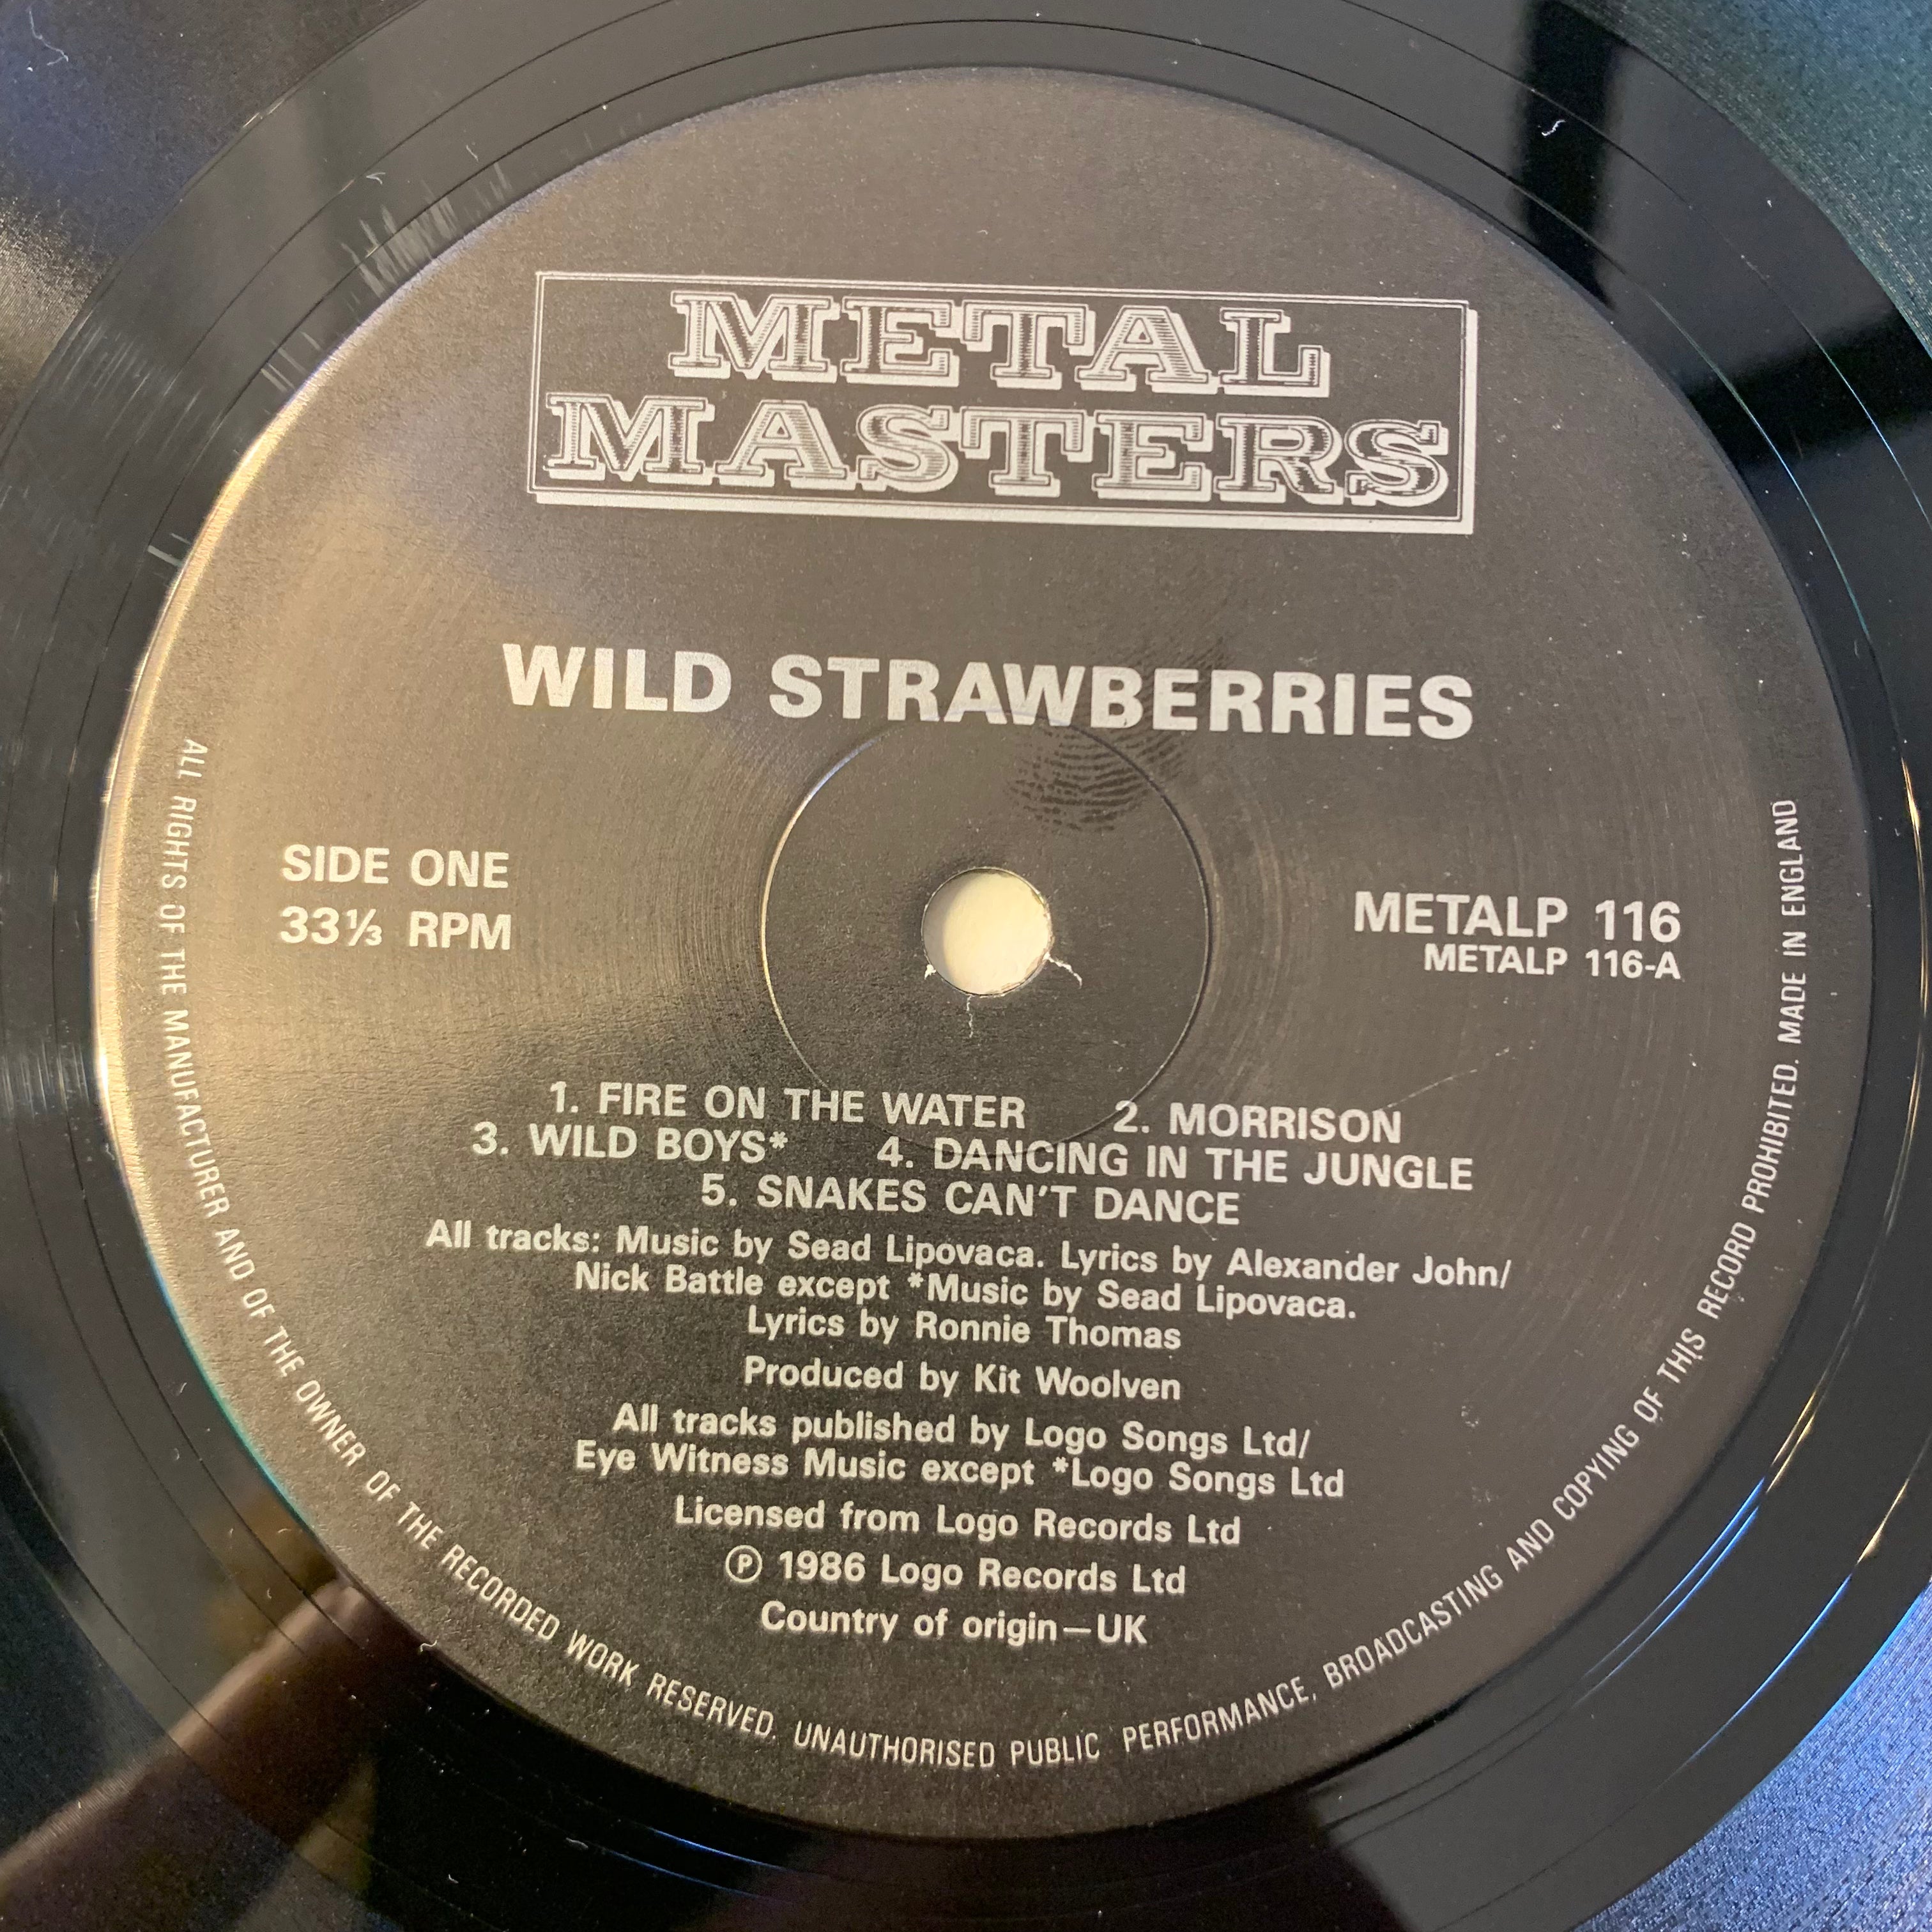 METAL
MASTERS
WILD STRAWBERRIES
SIDE ONE
33⅓ RPM
METALP 116
METALP 116-A
1. FIRE ON THE WATER 2. MORRISON
3. WILD BOYS* 4. DANCING IN THE JUNGLE
5. SNAKES CAN'T DANCE
All tracks: Music by Sead Lipovaca. Lyrics by Alexander John/
Nick Battle except *Music by Sead Lipovaca.
Lyrics by Ronnie Thomas
Produced by Kit Woolven
All tracks published by Logo Songs Ltd/
Eye Witness Music except *Logo Songs Ltd
Licensed from Logo Records Ltd
Ⓟ 1986 Logo Records Ltd
Country of origin—UK
ALL RIGHTS OF THE MANUFACTURER AND OF THE OWNER OF THE RECORDED WORK RESERVED. UNAUTHORISED PUBLIC PERFORMANCE, BROADCASTING AND COPYING OF THIS RECORD PROHIBITED. MADE IN ENGLAND